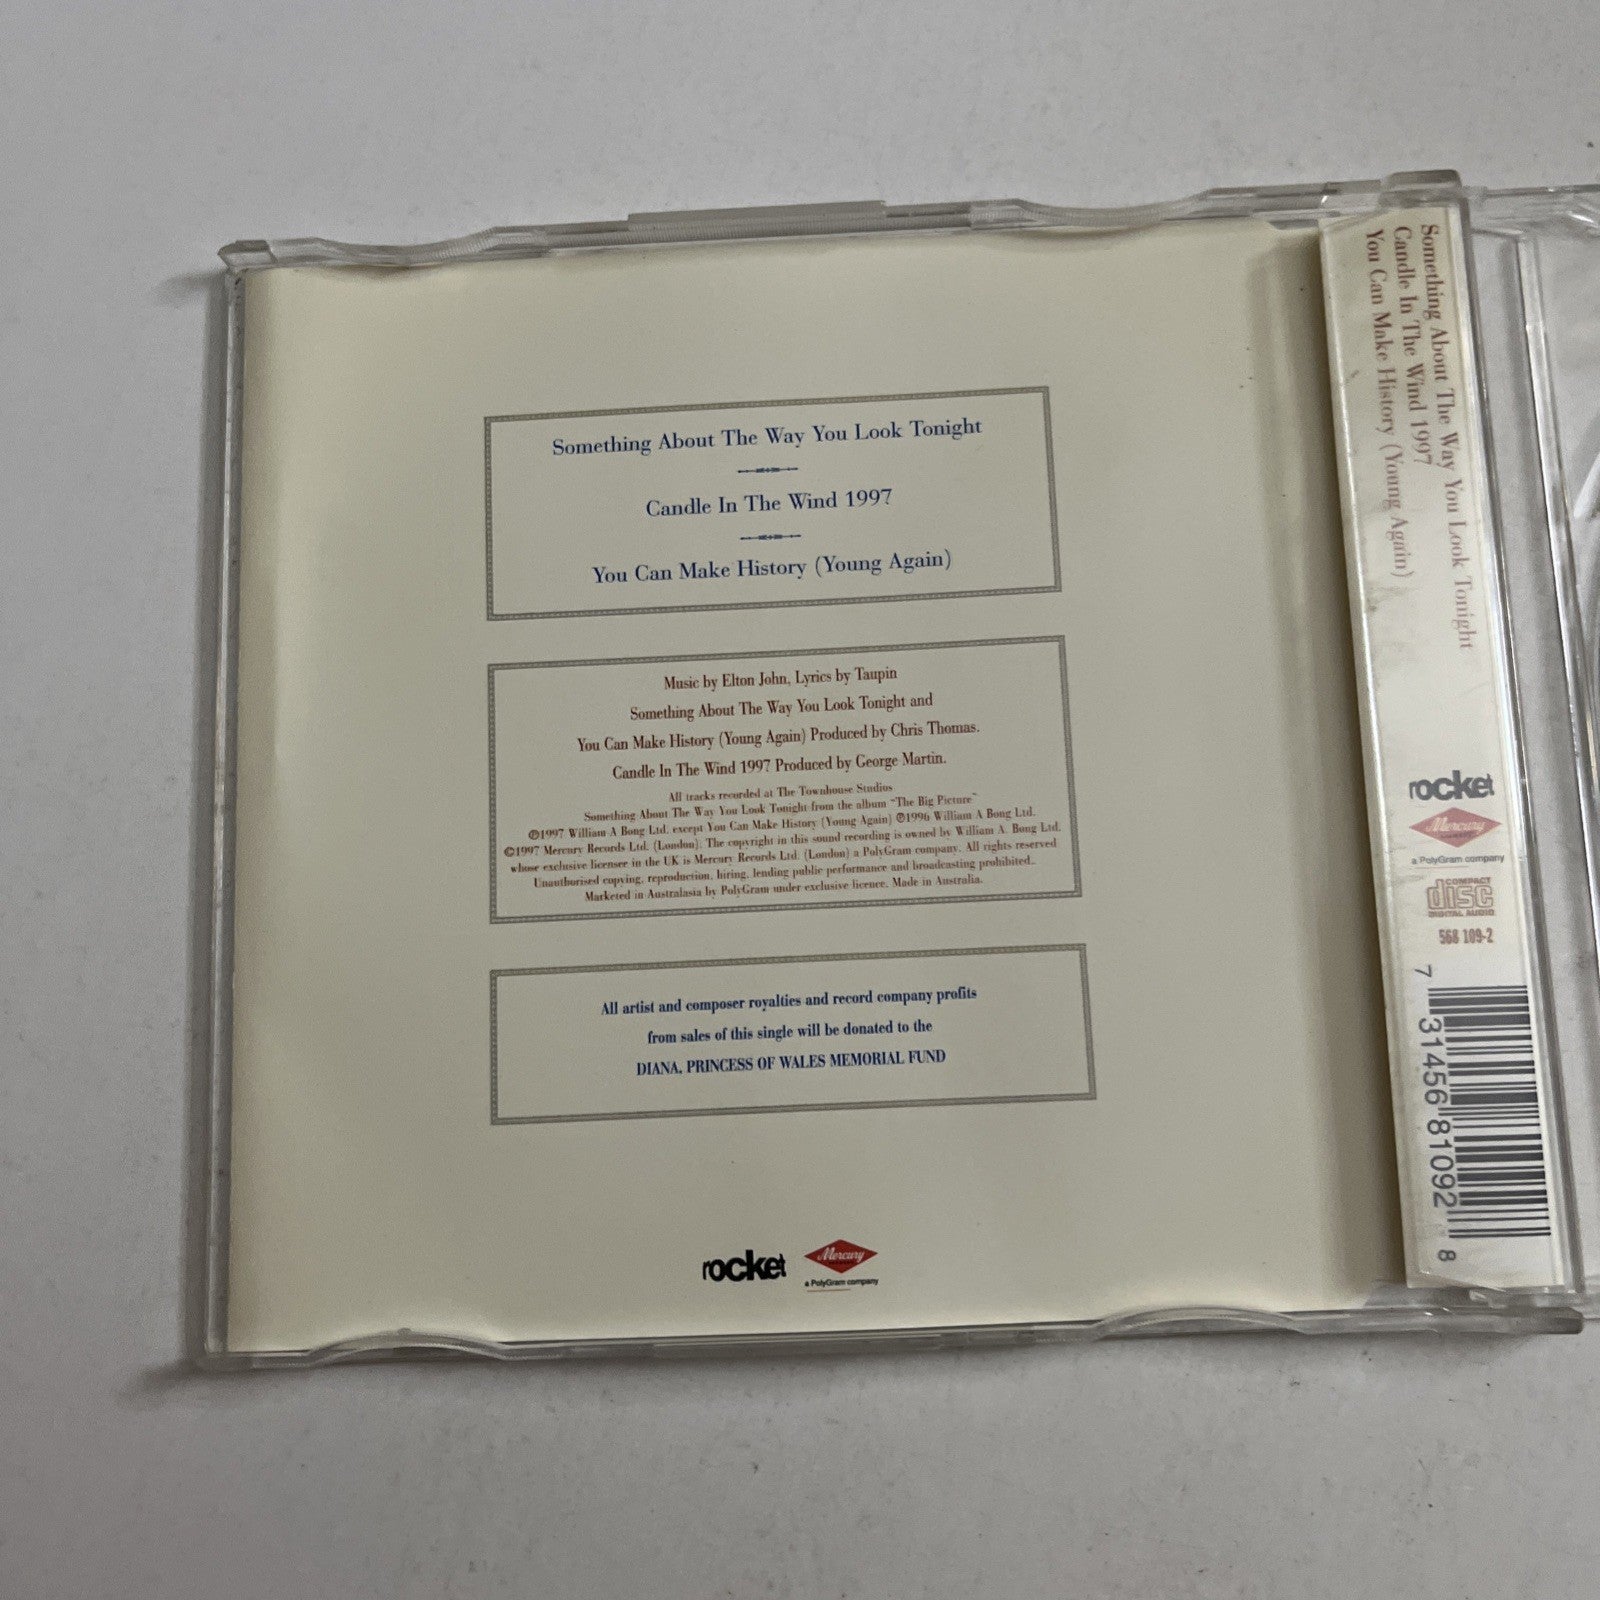 Something About The Way You Look Tonight
Candle In The Wind 1997
You Can Make History (Young Again)
Music by Elton John, Lyrics by Taupin
Something About The Way You Look Tonight and
You Can Make History (Young Again) Produced by Chris Thomas.
Candle In The Wind 1997 Produced by George Martin.
All tracks recorded at The Townhouse Studios
Something About The Way You Look Tonight from the album "The Big Picture"
℗1997 William A Bong Ltd. except You Can Make History (Young Again) ℗1996 William A Bong Ltd.
©1997 Mercury Records Ltd. (London). The copyright in this sound recording is owned by William A. Bong Ltd.
whose exclusive licensee in the UK is Mercury Records Ltd. (London) a PolyGram company. All rights reserved
Unauthorised copying, reproduction, hiring, lending public performance and broadcasting prohibited..
Marketed in Australasia by PolyGram under exclusive licence. Made in Australia.
All artist and composer royalties and record company profits
from sales of this single will be donated to the
DIANA, PRINCESS OF WALES MEMORIAL FUND
rocket
Mercury
a PolyGram company
Something About The Way You Look Tonight
Candle In The Wind 1997
You Can Make History (Young Again)
rocket
Mercury
a PolyGram company
COMPACT
disc
DIGITAL AUDIO
568 109-2
7 31456 81092 8